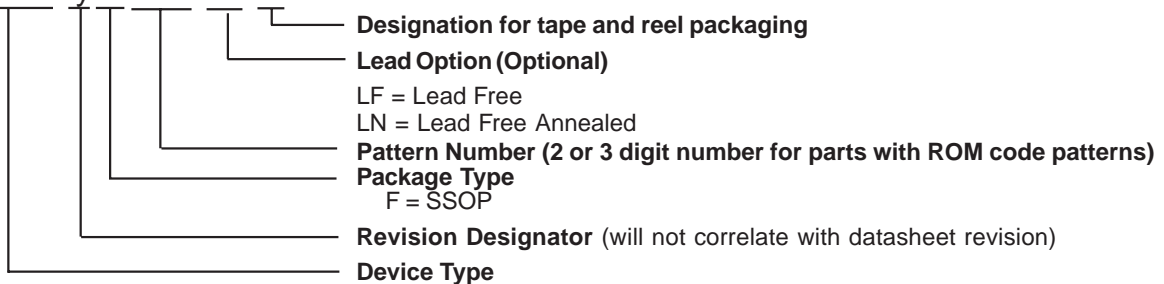 Designation for tape and reel packaging
Lead Option (Optional)
LF = Lead Free
LN = Lead Free Annealed
Pattern Number (2 or 3 digit number for parts with ROM code patterns)
Package Type
F = SSOP
Revision Designator (will not correlate with datasheet revision)
Device Type